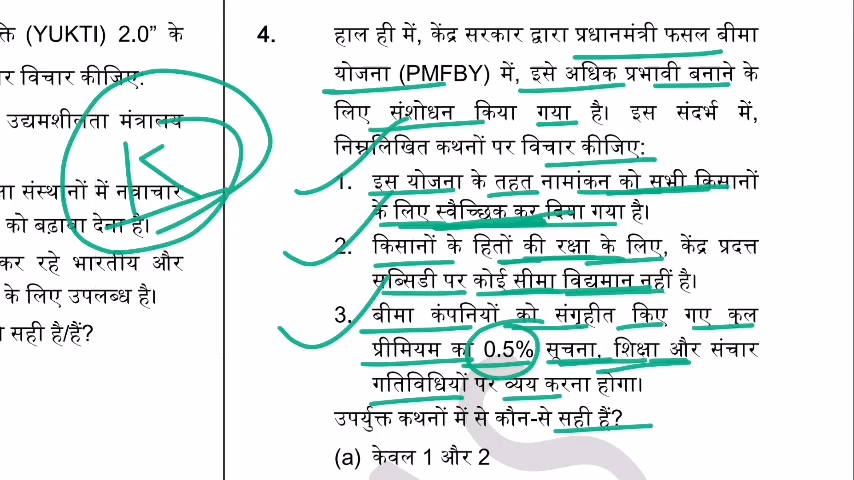 क्ति (YUKTI) 2.0” के
र विचार कीजिए:
उद्यमशीलता मंत्रालय
संस्थानों में नवाचार
को बढ़ावा देना है।
कर रहे भारतीय और
के लिए उपलब्ध है।
सही है/हैं?
4. हाल ही में, केंद्र सरकार द्वारा प्रधानमंत्री फसल बीमा
योजना (PMFBY) में, इसे अधिक प्रभावी बनाने के
लिए संशोधन किया गया है। इस संदर्भ में,
निम्नलिखित कथनों पर विचार कीजिए:
1. इस योजना के तहत नामांकन को सभी किसानों
के लिए स्वैच्छिक कर दिया गया है।
2. किसानों के हितों की रक्षा के लिए, केंद्र प्रदत्त
सब्सिडी पर कोई सीमा विद्यमान नहीं है।
3. बीमा कंपनियों को संगृहीत किए गए कुल
प्रीमियम का 0.5% सूचना, शिक्षा और संचार
गतिविधियों पर व्यय करना होगा।
उपर्युक्त कथनों में से कौन-से सही हैं?
(a) केवल 1 और 2